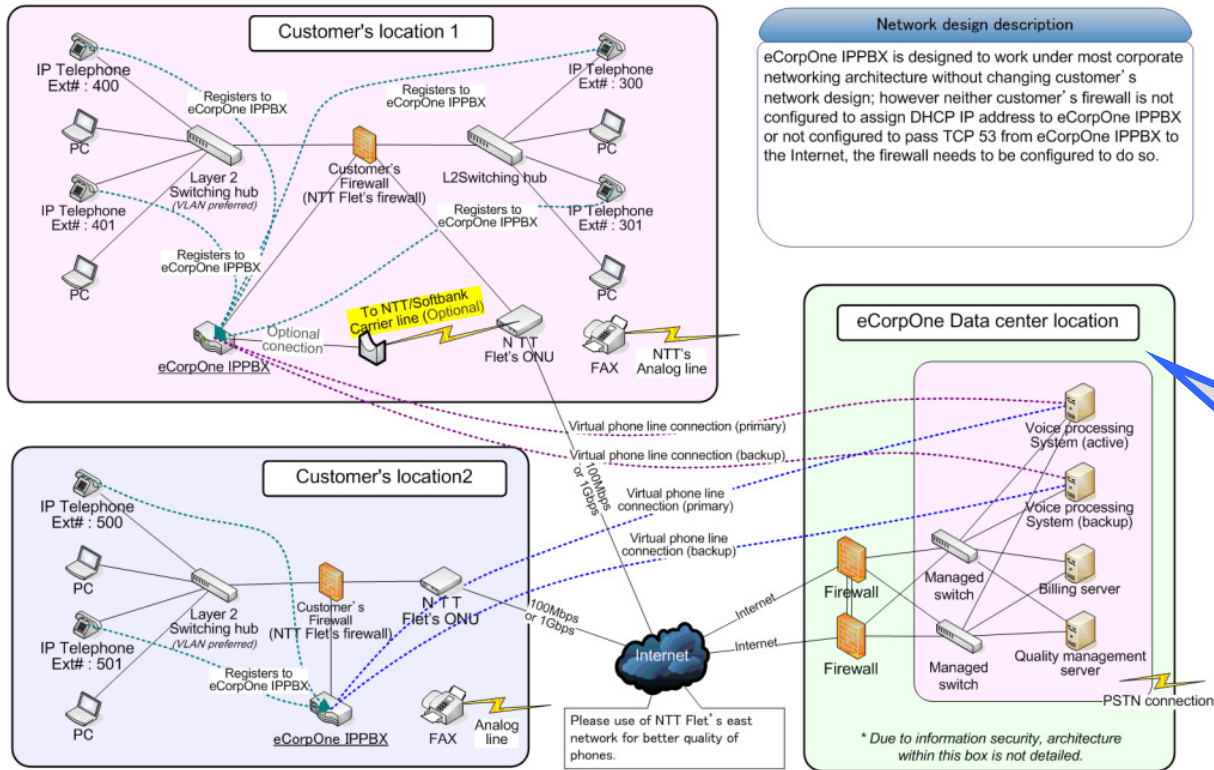 Customer's location 1
IP Telephone
Ext# : 400
Registers to
eCorpOne IPPBX
PC
Layer 2
Switching hub
(VLAN preferred)
IP Telephone
Ext# : 401
Registers to
eCorpOne IPPBX
PC
Customer's
Firewall
(NTT Flet's firewall)
Registers to
eCorpOne IPPBX
IP Telephone
Ext# : 300
PC
L2Switching hub
Registers to
eCorpOne IPPBX
IP Telephone
Ext# : 301
PC
eCorpOne IPPBX
Optional
conection
To NTT/Softbank
Carrier line (Optional)
N T T
Flet's ONU
FAX
NTT's
Analog line
Network design description
eCorpOne IPPBX is designed to work under most corporate
networking architecture without changing customer's
network design; however neither customer's firewall is not
configured to assign DHCP IP address to eCorpOne IPPBX
or not configured to pass TCP 53 from eCorpOne IPPBX to
the Internet, the firewall needs to be configured to do so.
Customer's location2
IP Telephone
Ext# : 500
PC
Layer 2
Switching hub
(VLAN preferred)
IP Telephone
Ext# : 501
PC
Registers to
eCorpOne IPPBX
Customer's
Firewall
(NTT Flet's firewall)
N T T
Flet's ONU
eCorpOne IPPBX
FAX
Analog
line
Virtual phone line connection (primary)
Virtual phone line connection (backup)
Virtual phone line
connection (primary)
Virtual phone line
connection (backup)
100Mbps
or 1Gbps
100Mbps
or 1Gbps
Internet
Internet
Internet
Please use of NTT Flet's east
network for better quality of
phones.
eCorpOne Data center location
Voice processing
System (active)
Voice processing
System (backup)
Firewall
Managed
switch
Billing server
Firewall
Managed
switch
Quality management
server
PSTN connection
* Due to information security, architecture
within this box is not detailed.